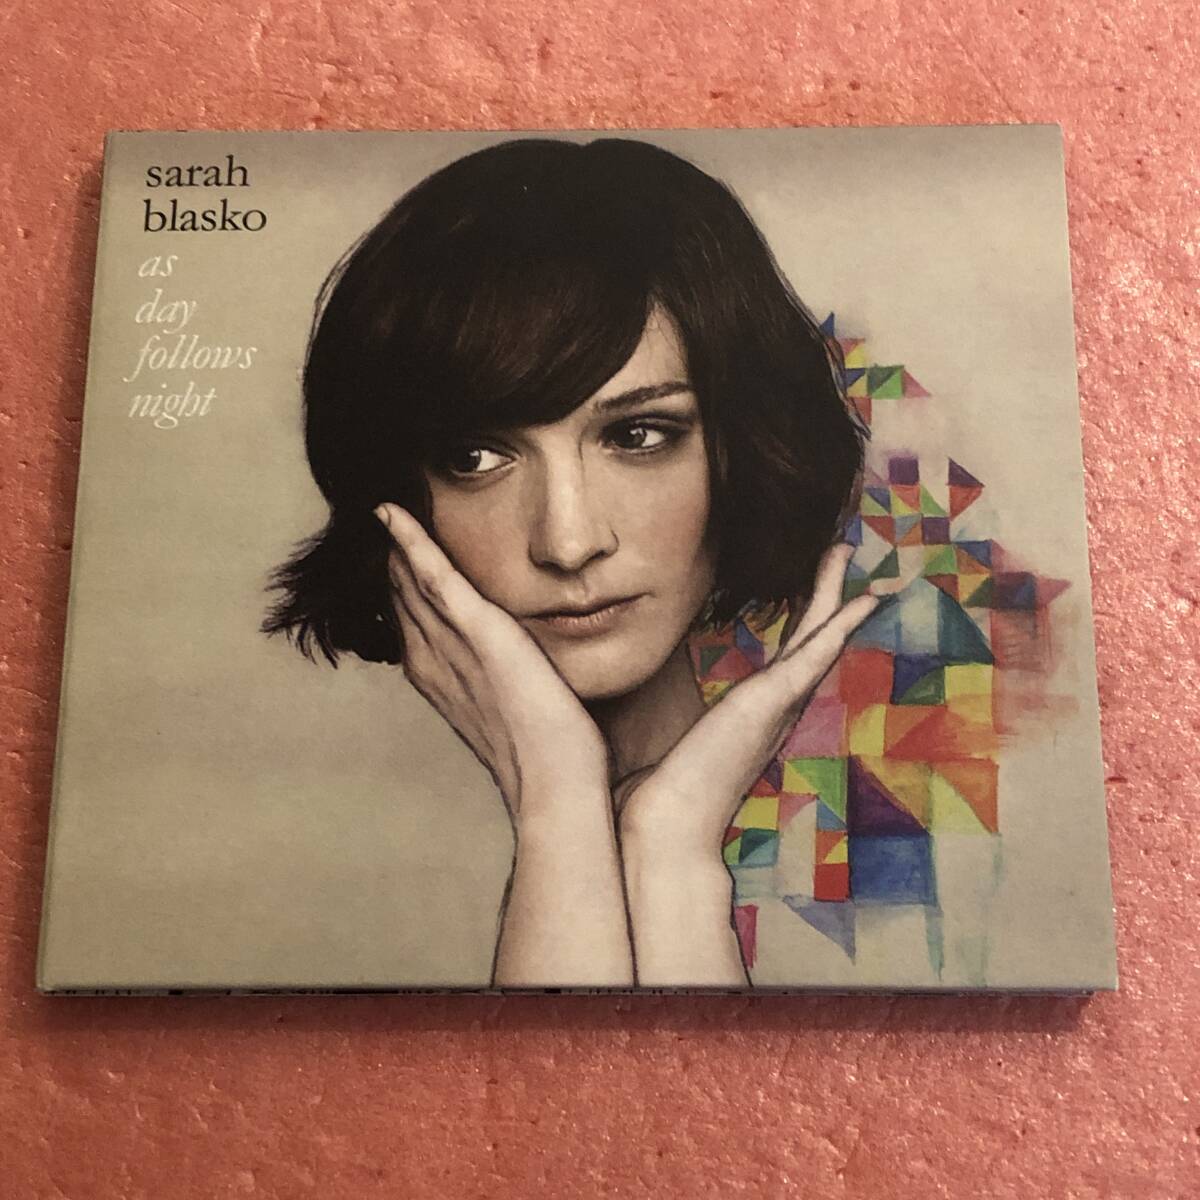 sarah
blasko
as
day
follows
night